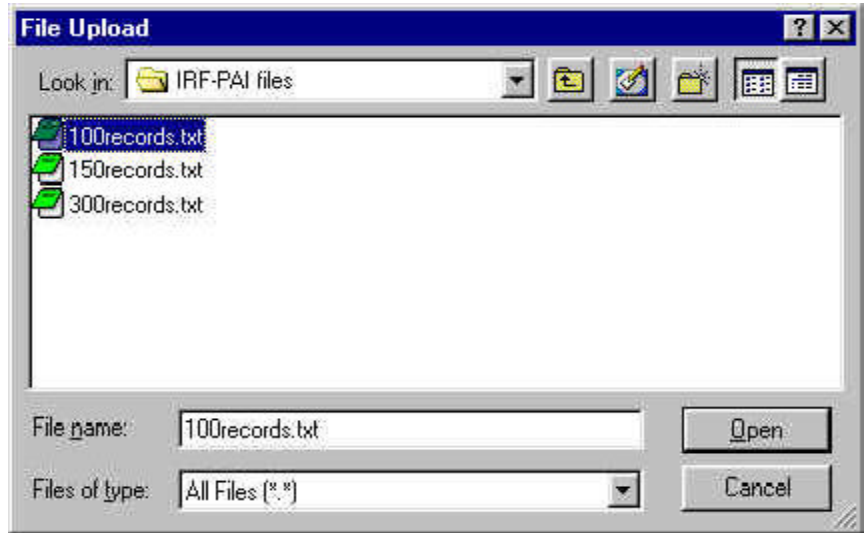 File Upload
Look in: IRF-PAI files
100records.txt
150records.txt
300records.txt
File name: 100records.txt Open
Files of type: All Files (*.*) Cancel